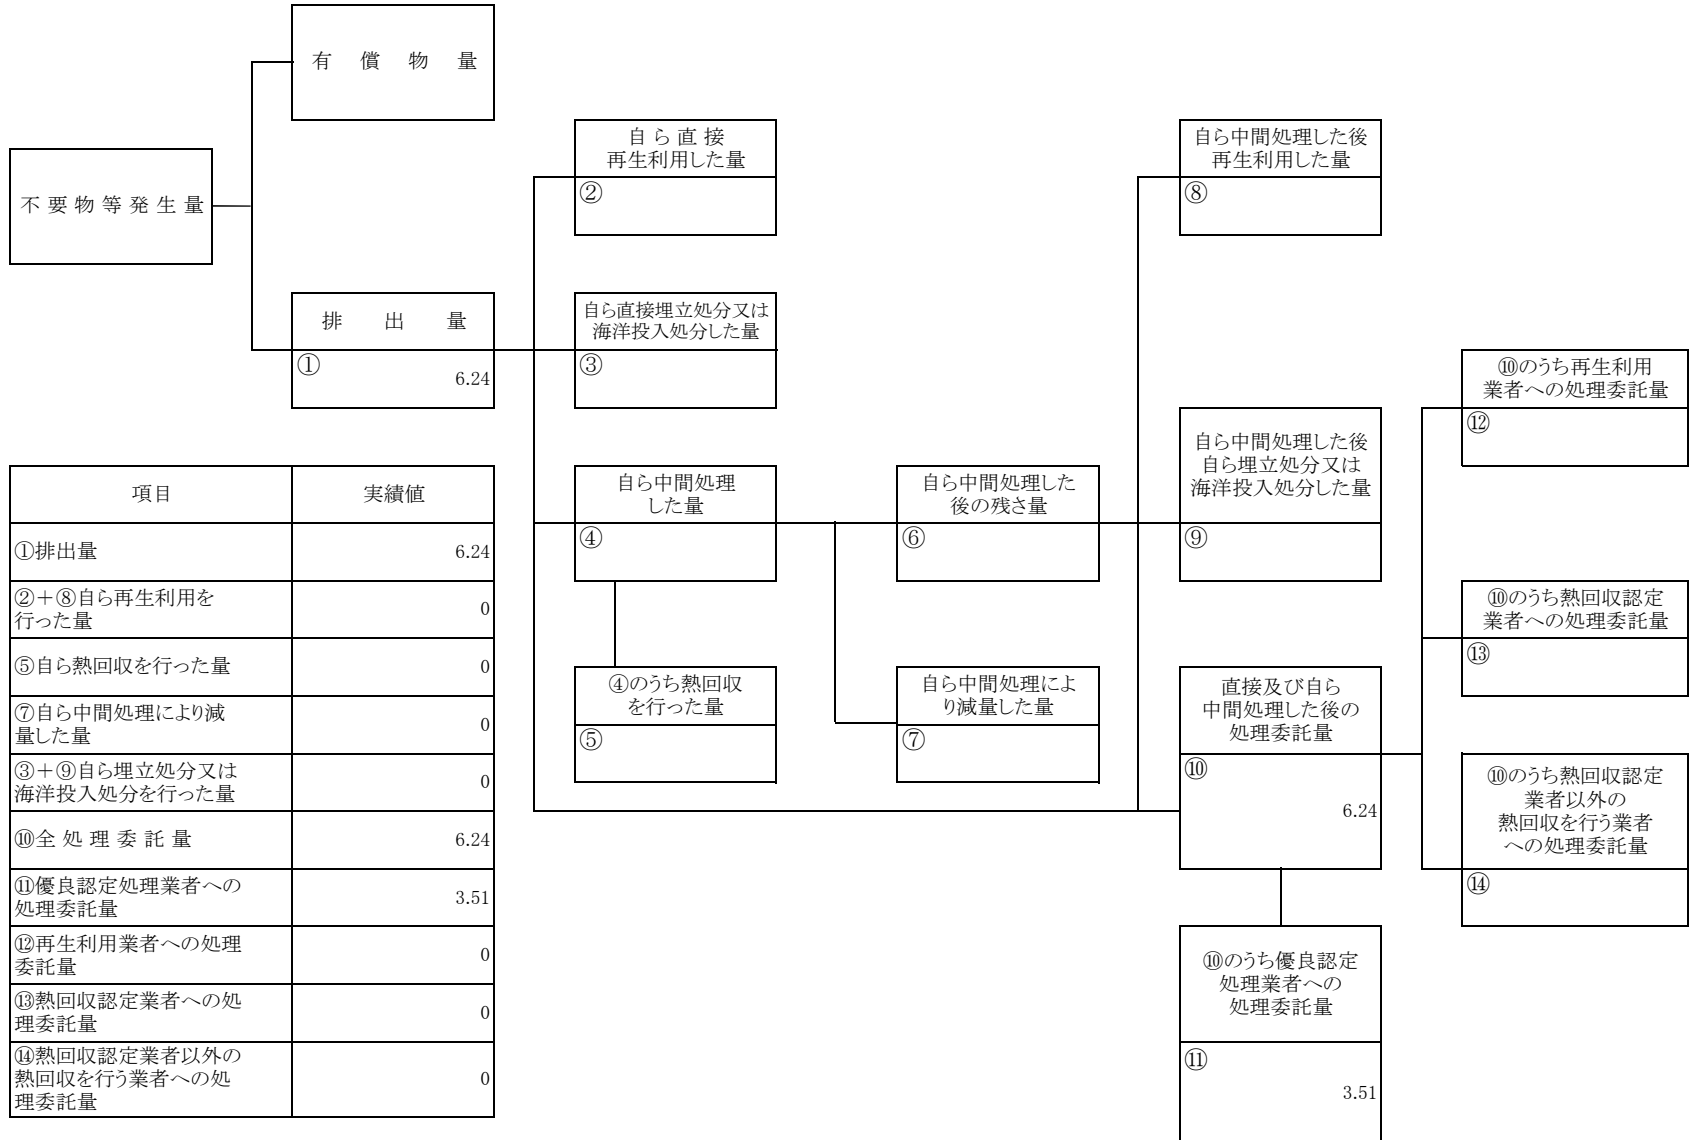 有償物量
不要物等発生量
排出量
①
6.24
自ら直接
再生利用した量
②
自ら直接埋立処分又は
海洋投入処分した量
③
自ら中間処理
した量
④
④のうち熱回収
を行った量
⑤
自ら中間処理した
後の残さ量
⑥
自ら中間処理によ
り減量した量
⑦
自ら中間処理した後
再生利用した量
⑧
自ら中間処理した後
自ら埋立処分又は
海洋投入処分した量
⑨
直接及び自ら
中間処理した後の
処理委託量
⑩
6.24
⑩のうち優良認定
処理業者への
処理委託量
⑪
3.51
⑩のうち再生利用
業者への処理委託量
⑫
⑩のうち熱回収認定
業者への処理委託量
⑬
⑩のうち熱回収認定
業者以外の
熱回収を行う業者
への処理委託量
⑭
項目 実績値
①排出量 6.24
②＋⑧自ら再生利用を
行った量 0
⑤自ら熱回収を行った量 0
⑦自ら中間処理により減
量した量 0
③＋⑨自ら埋立処分又は
海洋投入処分を行った量 0
⑩全処理委託量 6.24
⑪優良認定処理業者への
処理委託量 3.51
⑫再生利用業者への処理
委託量 0
⑬熱回収認定業者への処
理委託量 0
⑭熱回収認定業者以外の
熱回収を行う業者への処
理委託量 0